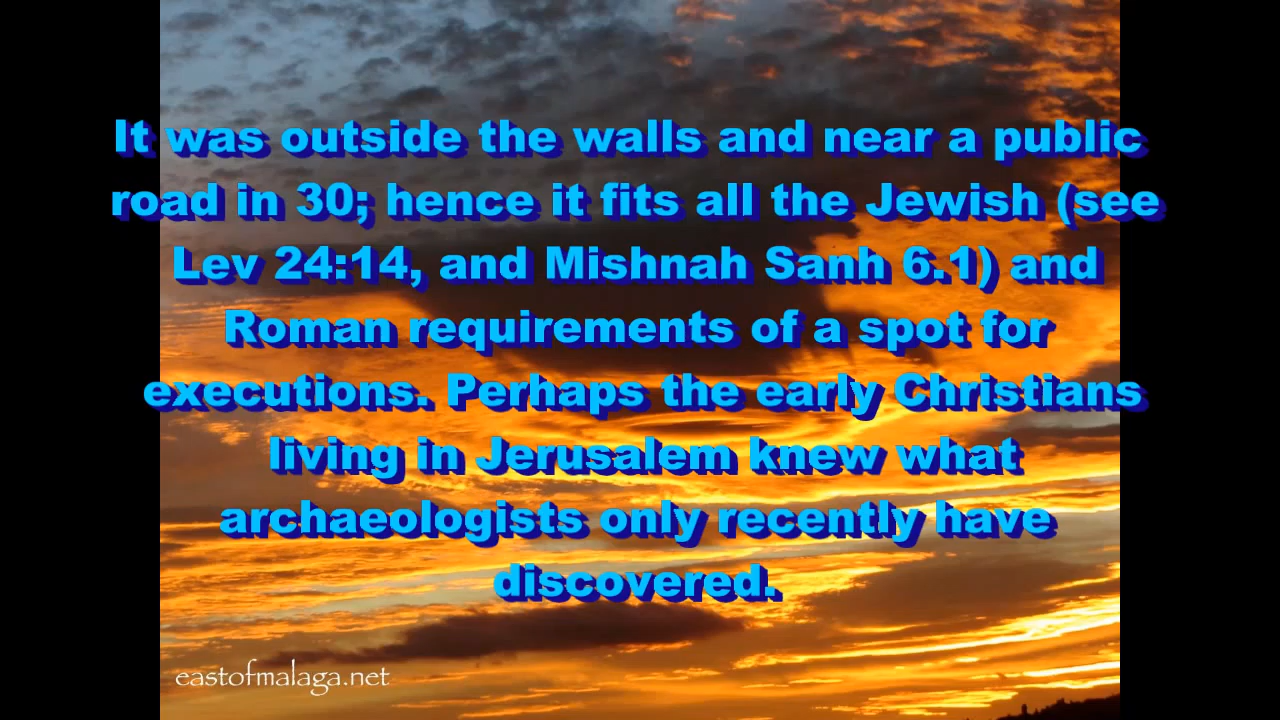 It was outside the walls and near a public
road in 30; hence it fits all the Jewish (see
Lev 24:14, and Mishnah Sanh 6.1) and
Roman requirements of a spot for
executions. Perhaps the early Christians
living in Jerusalem knew what
archaeologists only recently have
discovered.
eastofmalaga.net